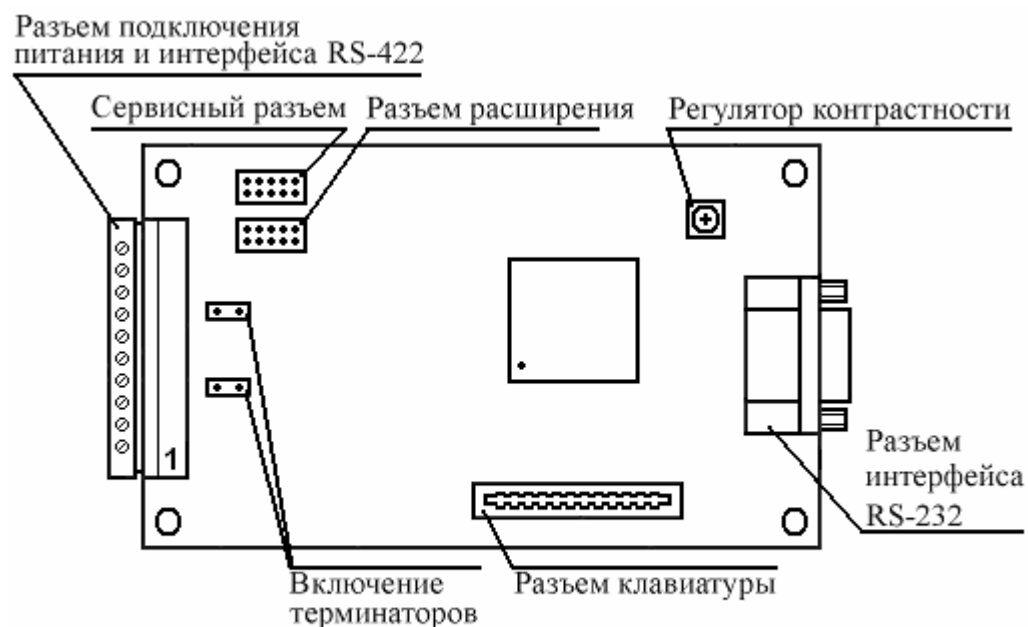 Разъем подключения
питания и интерфейса RS-422
Сервисный разъем
Разъем расширения
Регулятор контрастности
1
Разъем
интерфейса
RS-232
Включение
терминаторов
Разъем клавиатуры